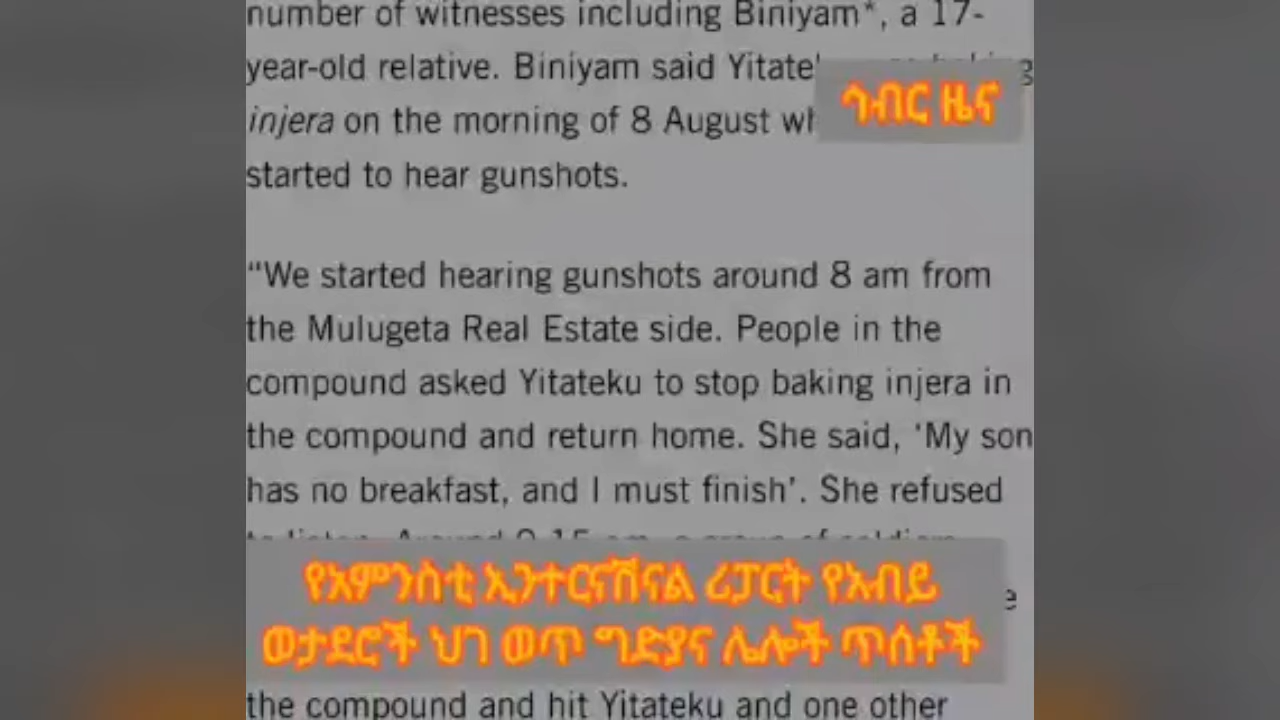 number of witnesses including Biniyam*, a 17-
year-old relative. Biniyam said
ኅብር ዜና
injera on the morning of 8 August
started to hear gunshots.
“We started hearing gunshots around 8 am from
the Mulugeta Real Estate side. People in the
compound asked Yitateku to stop baking injera in
the compound and return home. She said, ‘My son
has no breakfast, and I must finish’. She refused
የአምንስቲ ኢንተርናሽናል ሪፓርት የአብይ
ወታደሮች ህገ ወጥ ግድያና ሌሎች ጥሰቶች
the compound and hit Yitateku and one other